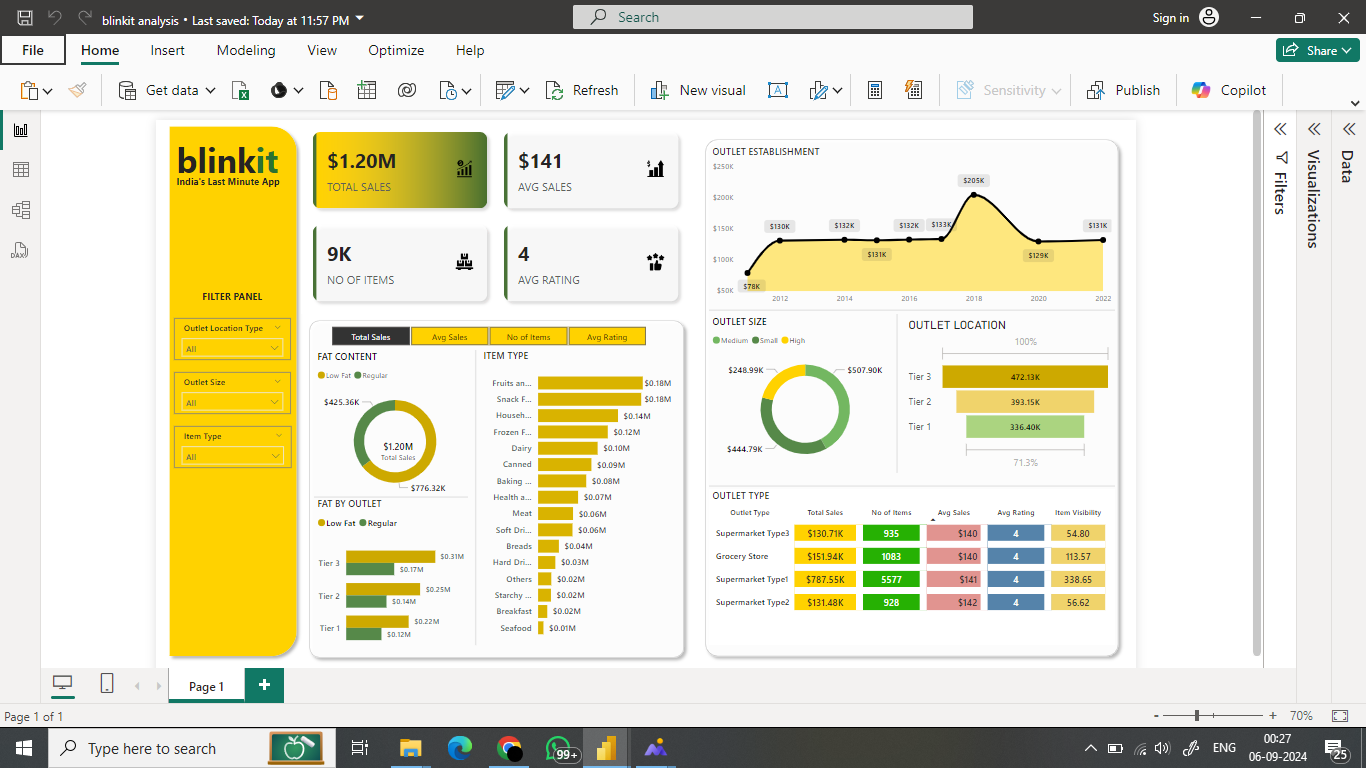 blinkit analysis • Last saved: Today at 11:57 PM
Search
Sign in
File
Home
Insert
Modeling
View
Optimize
Help
Share
Get data
Refresh
New visual
Sensitivity
Publish
Copilot
DAX
blinkit
India's Last Minute App
FILTER PANEL
Outlet Location Type
All
Outlet Size
All
Item Type
All
$1.20M
TOTAL SALES
$141
AVG SALES
9K
NO OF ITEMS
4
AVG RATING
Total Sales
Avg Sales
No of Items
Avg Rating
FAT CONTENT
Low Fat Regular
$425.36K
$1.20M
Total Sales
$776.32K
FAT BY OUTLET
Low Fat Regular
Tier 3 $0.31M
$0.17M
Tier 2 $0.25M
$0.14M
Tier 1 $0.22M
$0.12M
ITEM TYPE
Fruits an... $0.18M
Snack F... $0.18M
Househ... $0.14M
Frozen F... $0.12M
Dairy $0.10M
Canned $0.09M
Baking ... $0.08M
Health a... $0.07M
Meat $0.06M
Soft Dri... $0.06M
Breads $0.04M
Hard Dri... $0.03M
Others $0.02M
Starchy ... $0.02M
Breakfast $0.02M
Seafood $0.01M
OUTLET ESTABLISHMENT
$250K
$200K
$150K
$100K
$50K
$78K
$130K
$132K
$131K
$132K
$133K
$205K
$129K
$131K
2012 2014 2016 2018 2020 2022
OUTLET SIZE
Medium Small High
$248.99K
$507.90K
$444.79K
OUTLET LOCATION
100%
Tier 3 472.13K
Tier 2 393.15K
Tier 1 336.40K
71.3%
OUTLET TYPE
Outlet Type Total Sales No of Items Avg Sales Avg Rating Item Visibility
Supermarket Type3 $130.71K 935 $140 4 54.80
Grocery Store $151.94K 1083 $140 4 113.57
Supermarket Type1 $787.55K 5577 $141 4 338.65
Supermarket Type2 $131.48K 928 $142 4 56.62
Filters
Visualizations
Data
Page 1
+
Page 1 of 1
- + 70%
Type here to search
99+
ENG
00:27
06-09-2024
25